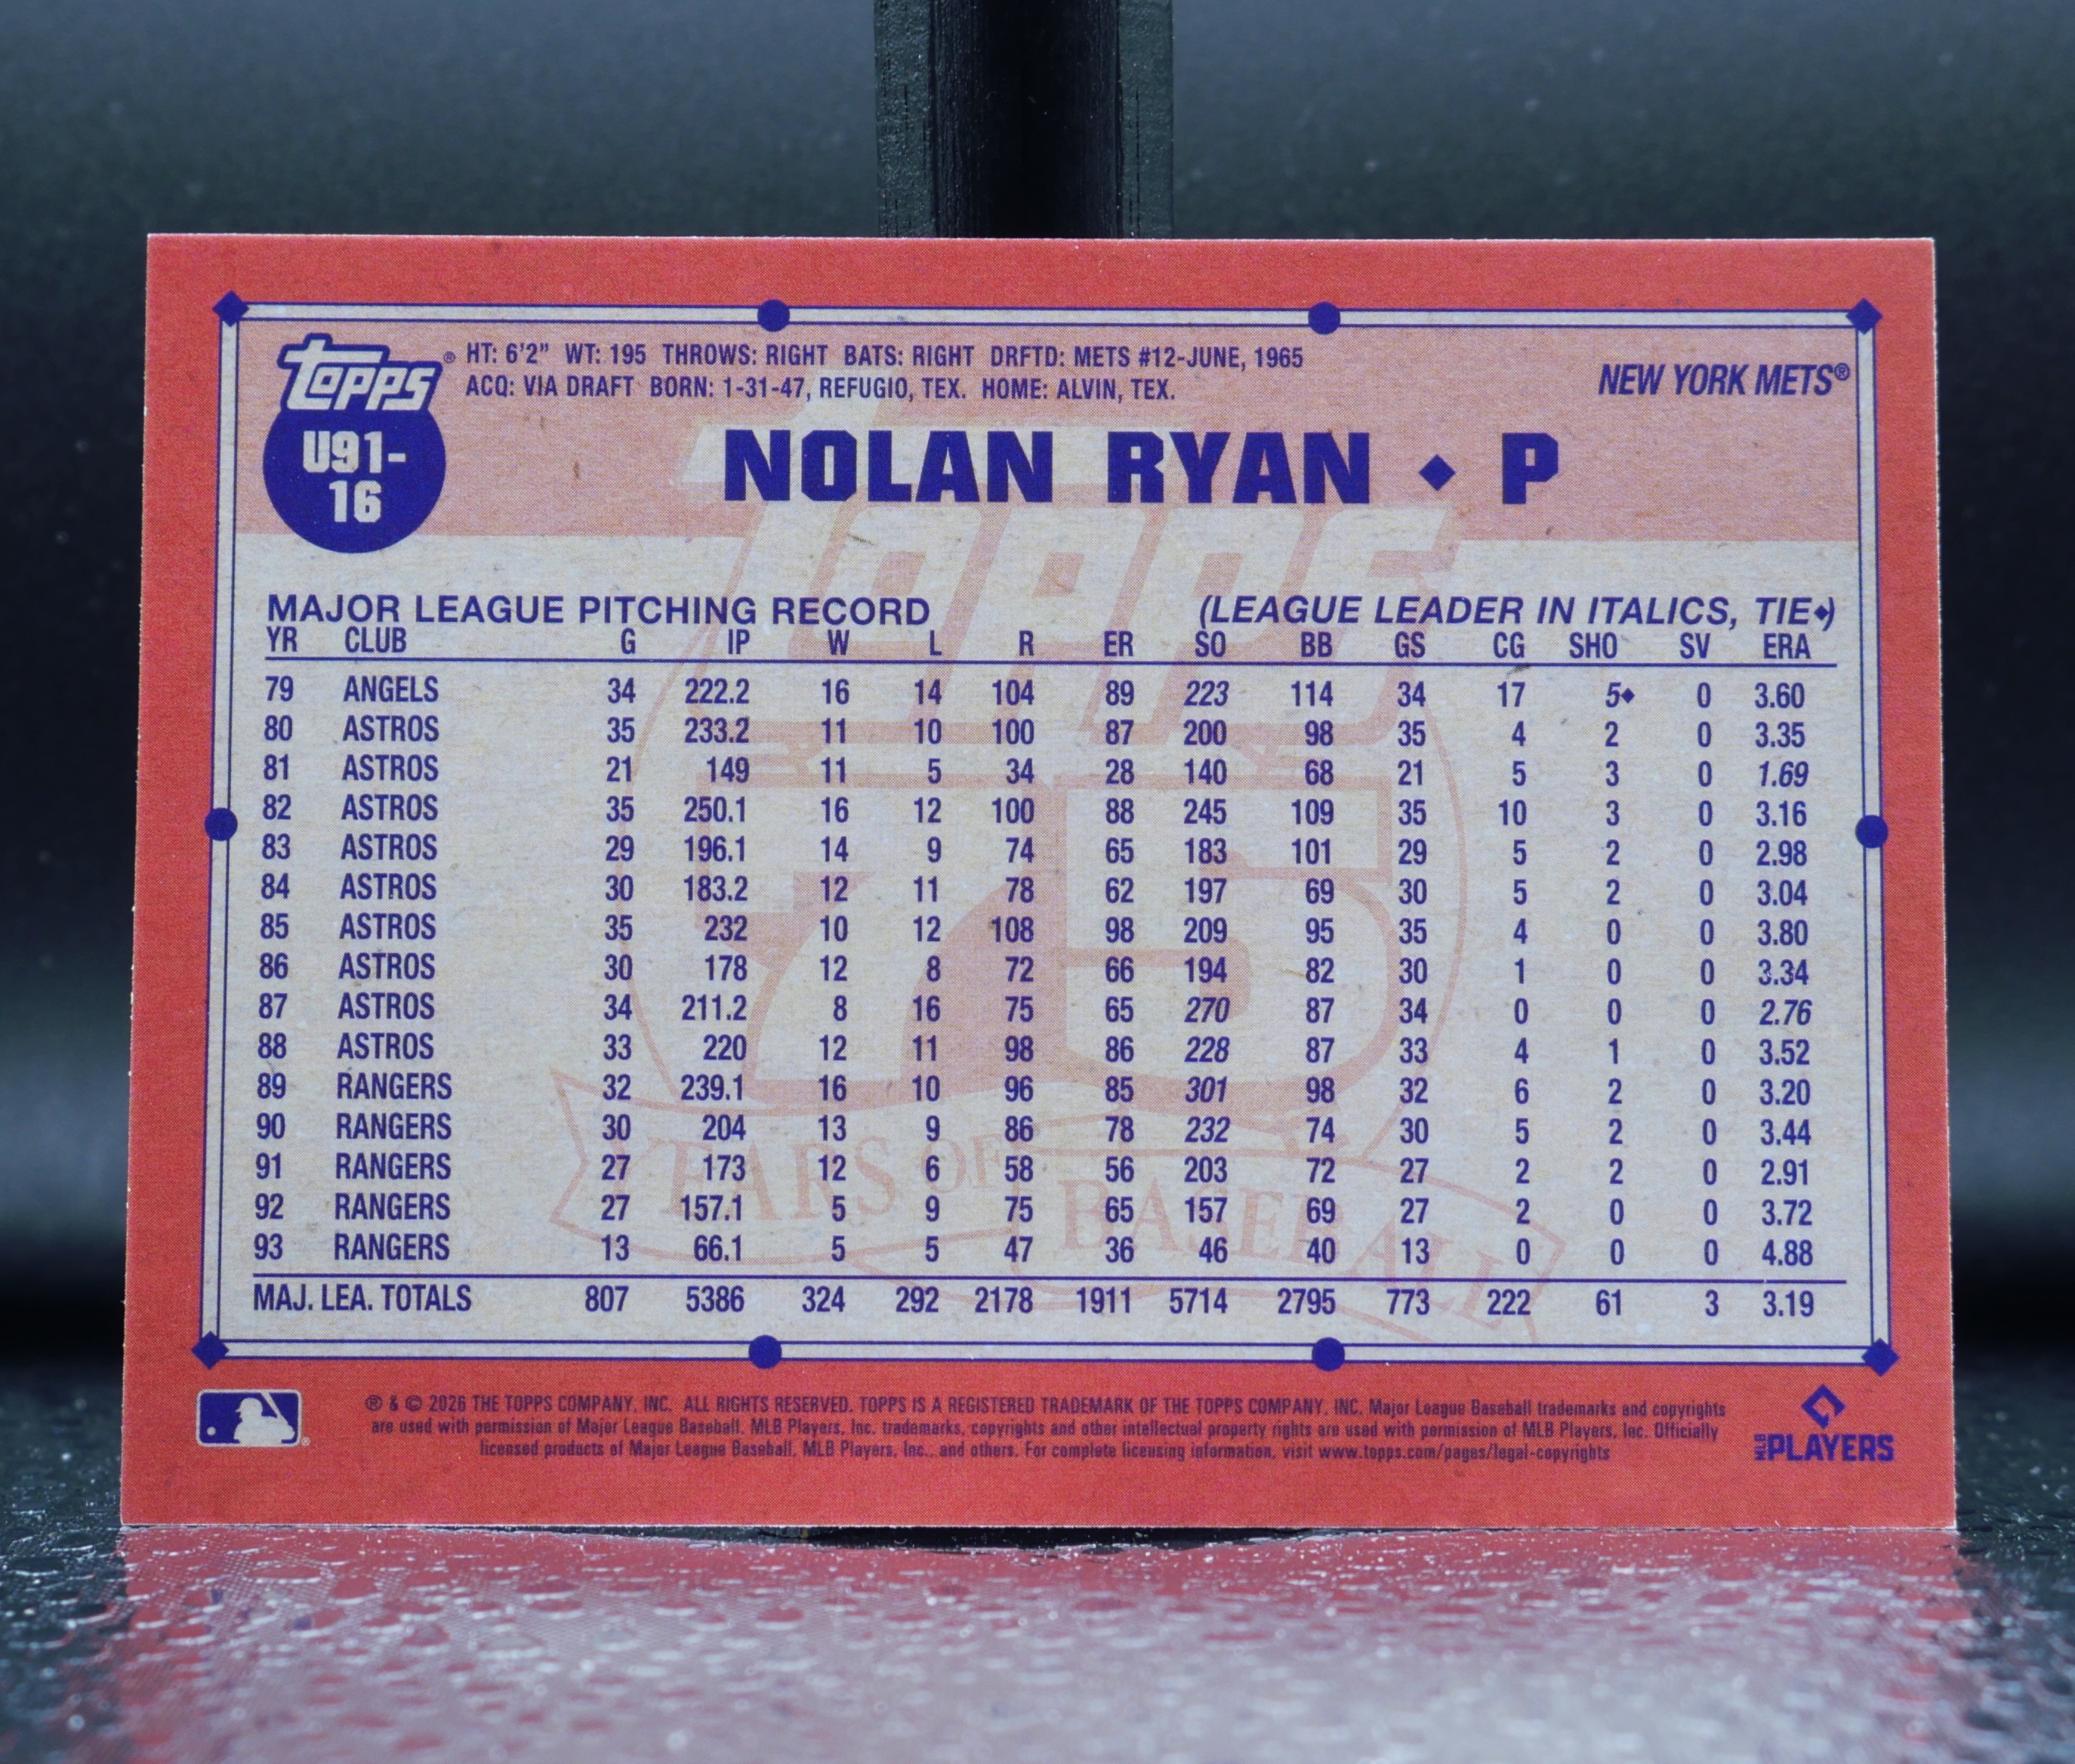 Topps® HT: 6'2" WT: 195 THROWS: RIGHT BATS: RIGHT DRFTD: METS #12-JUNE, 1965
ACQ: VIA DRAFT BORN: 1-31-47, REFUGIO, TEX. HOME: ALVIN, TEX.
NEW YORK METS®
U91-
16
NOLAN RYAN ◆ P
TOPPS
75
YEARS OF BASEBALL
MAJOR LEAGUE PITCHING RECORD (LEAGUE LEADER IN ITALICS, TIE◆)
YR CLUB G IP W L R ER SO BB GS CG SHO SV ERA
79 ANGELS 34 222.2 16 14 104 89 223 114 34 17 5◆ 0 3.60
80 ASTROS 35 233.2 11 10 100 87 200 98 35 4 2 0 3.35
81 ASTROS 21 149 11 5 34 28 140 68 21 5 3 0 1.69
82 ASTROS 35 250.1 16 12 100 88 245 109 35 10 3 0 3.16
83 ASTROS 29 196.1 14 9 74 65 183 101 29 5 2 0 2.98
84 ASTROS 30 183.2 12 11 78 62 197 69 30 5 2 0 3.04
85 ASTROS 35 232 10 12 108 98 209 95 35 4 0 0 3.80
86 ASTROS 30 178 12 8 72 66 194 82 30 1 0 0 3.34
87 ASTROS 34 211.2 8 16 75 65 270 87 34 0 0 0 2.76
88 ASTROS 33 220 12 11 98 86 228 87 33 4 1 0 3.52
89 RANGERS 32 239.1 16 10 96 85 301 98 32 6 2 0 3.20
90 RANGERS 30 204 13 9 86 78 232 74 30 5 2 0 3.44
91 RANGERS 27 173 12 6 58 56 203 72 27 2 2 0 2.91
92 RANGERS 27 157.1 5 9 75 65 157 69 27 2 0 0 3.72
93 RANGERS 13 66.1 5 5 47 36 46 40 13 0 0 0 4.88
MAJ. LEA. TOTALS 807 5386 324 292 2178 1911 5714 2795 773 222 61 3 3.19
® & © 2026 THE TOPPS COMPANY, INC. ALL RIGHTS RESERVED. TOPPS IS A REGISTERED TRADEMARK OF THE TOPPS COMPANY, INC. Major League Baseball trademarks and copyrights
are used with permission of Major League Baseball. MLB Players, Inc. trademarks, copyrights and other intellectual property rights are used with permission of MLB Players, Inc. Officially
licensed products of Major League Baseball, MLB Players, Inc., and others. For complete licensing information, visit www.topps.com/pages/legal-copyrights
MLB PLAYERS